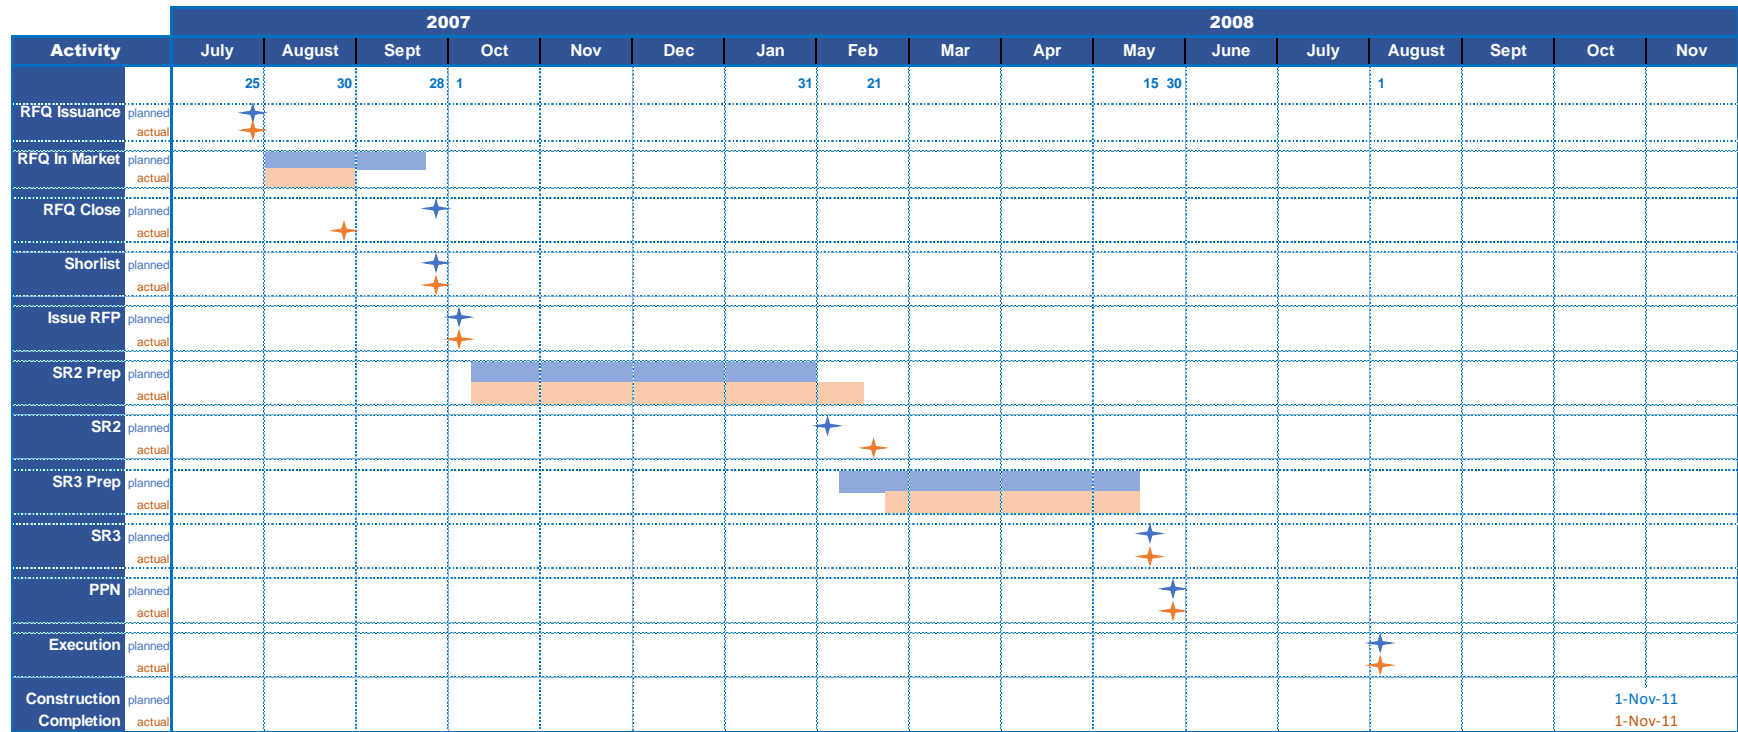 2007 2008
Activity July August Sept Oct Nov Dec Jan Feb Mar Apr May June July August Sept Oct Nov
25 30 28 1 31 21 15 30 1
RFQ Issuance planned
actual
RFQ In Market planned
actual
RFQ Close planned
actual
Shorlist planned
actual
Issue RFP planned
actual
SR2 Prep planned
actual
SR2 planned
actual
SR3 Prep planned
actual
SR3 planned
actual
PPN planned
actual
Execution planned
actual
Construction planned 1-Nov-11
Completion actual 1-Nov-11